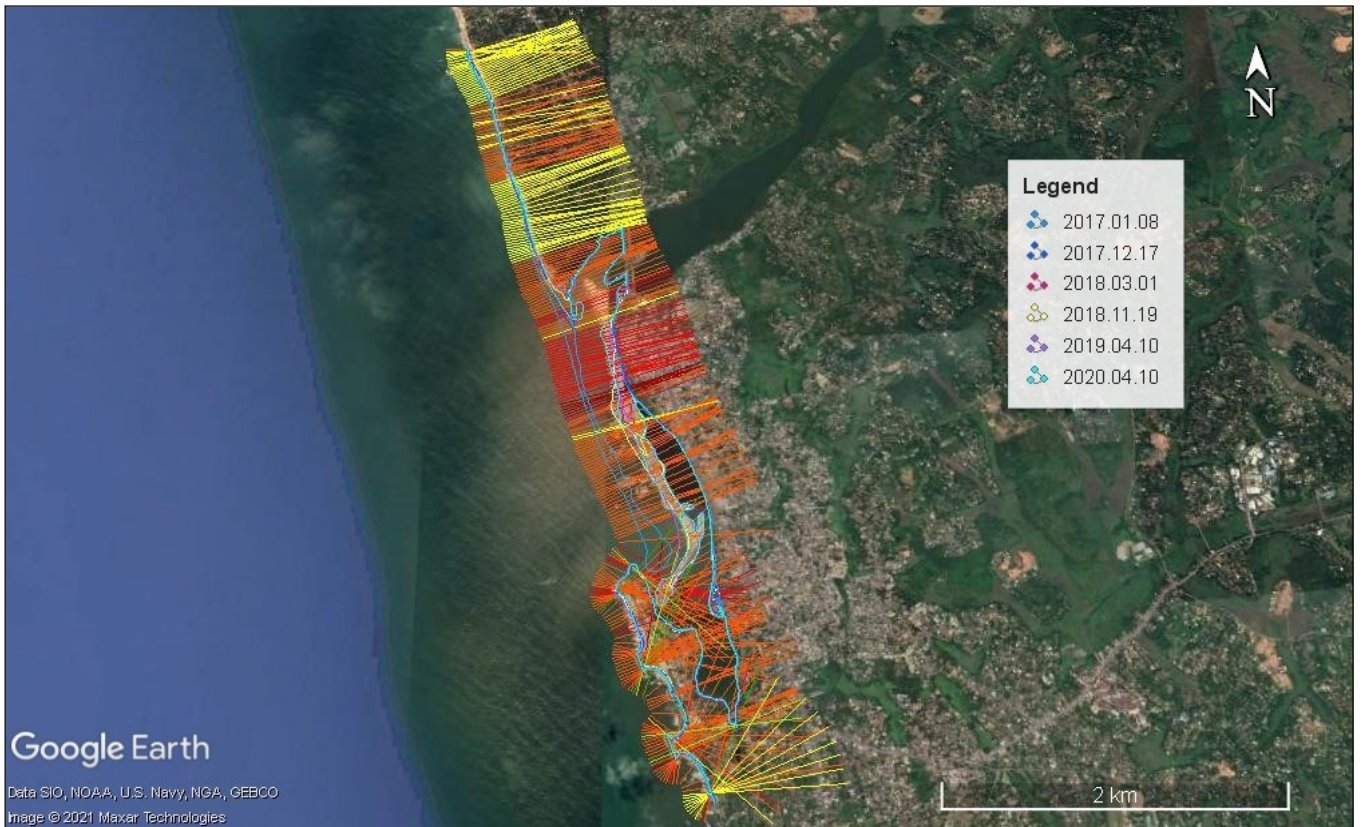 N
Legend
2017.01.08
2017.12.17
2018.03.01
2018.11.19
2019.04.10
2020.04.10
Google Earth
Data SIO, NOAA, U.S. Navy, NGA, GEBCO
Image © 2021 Maxar Technologies
2 km